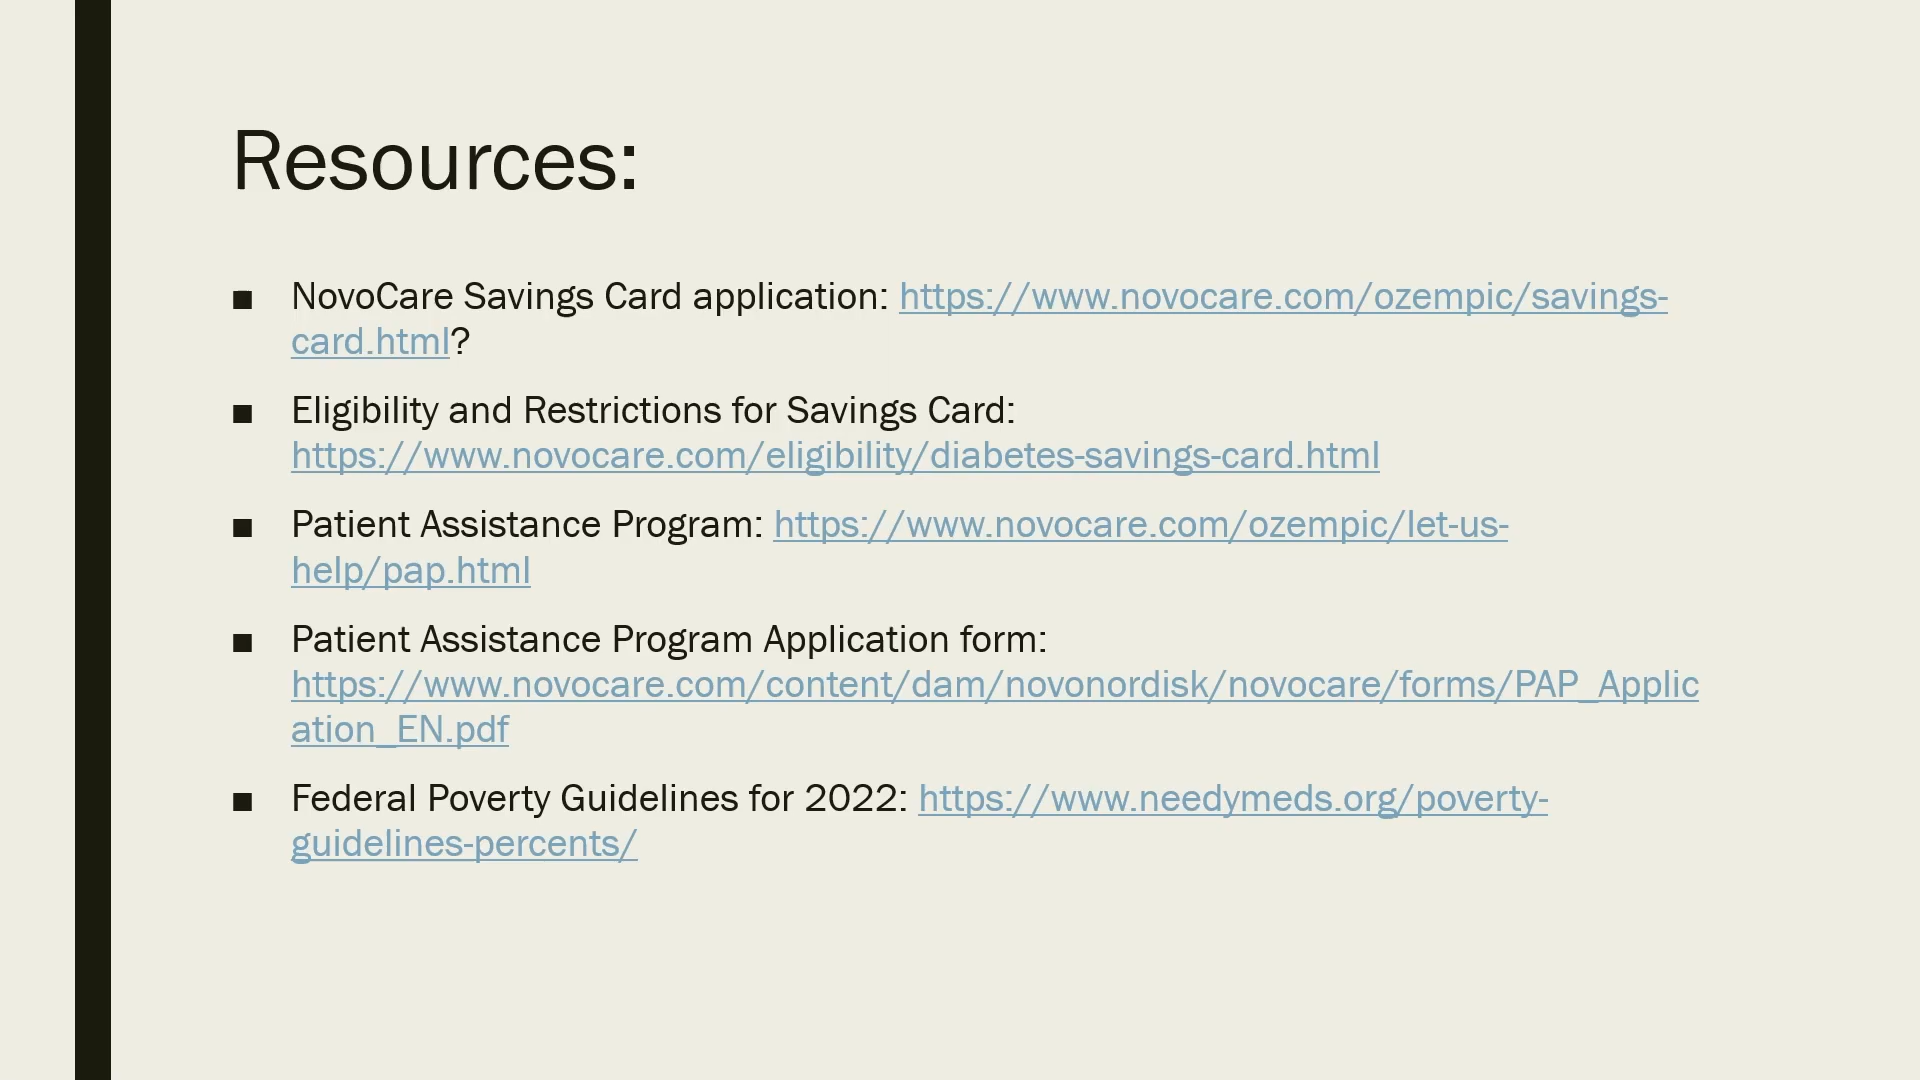 Resources:
■ NovoCare Savings Card application: https://www.novocare.com/ozempic/savings-
card.html?
■ Eligibility and Restrictions for Savings Card:
https://www.novocare.com/eligibility/diabetes-savings-card.html
■ Patient Assistance Program: https://www.novocare.com/ozempic/let-us-
help/pap.html
■ Patient Assistance Program Application form:
https://www.novocare.com/content/dam/novonordisk/novocare/forms/PAP_Applic
ation_EN.pdf
■ Federal Poverty Guidelines for 2022: https://www.needymeds.org/poverty-
guidelines-percents/